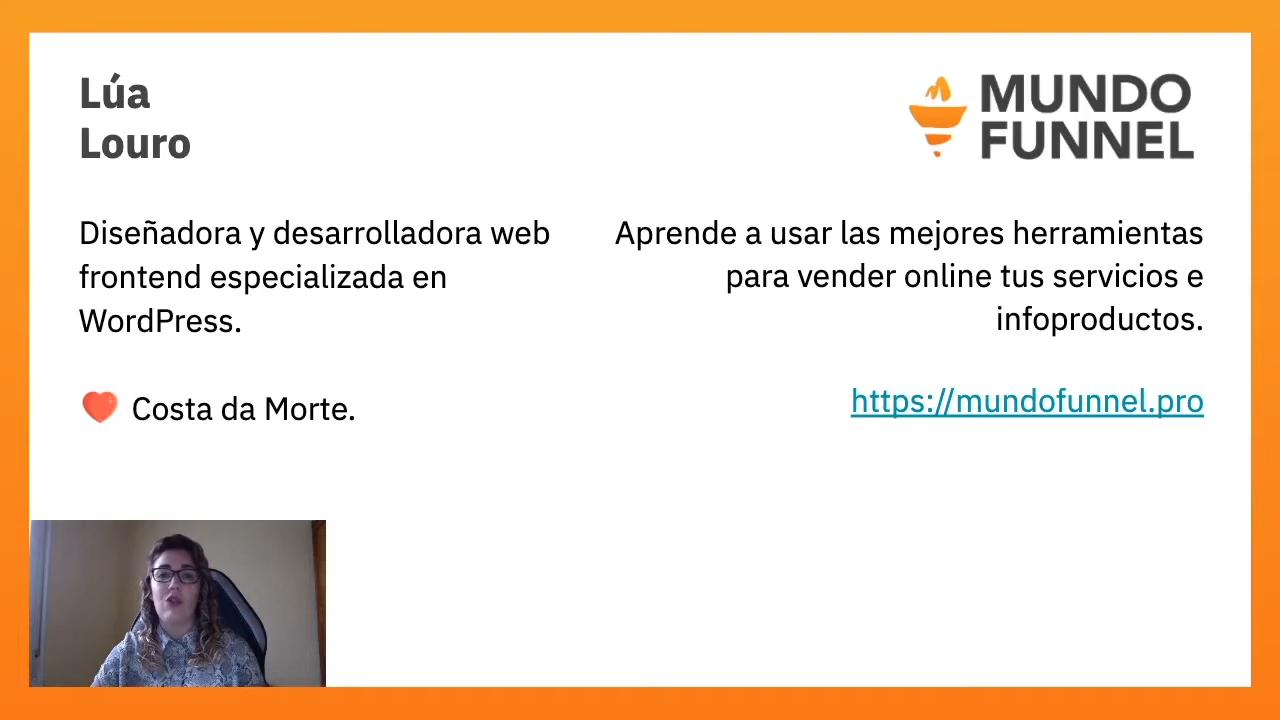 Lúa
Louro
MUNDO
FUNNEL
Diseñadora y desarrolladora web
frontend especializada en
WordPress.
Costa da Morte.
Aprende a usar las mejores herramientas
para vender online tus servicios e
infoproductos.
https://mundofunnel.pro